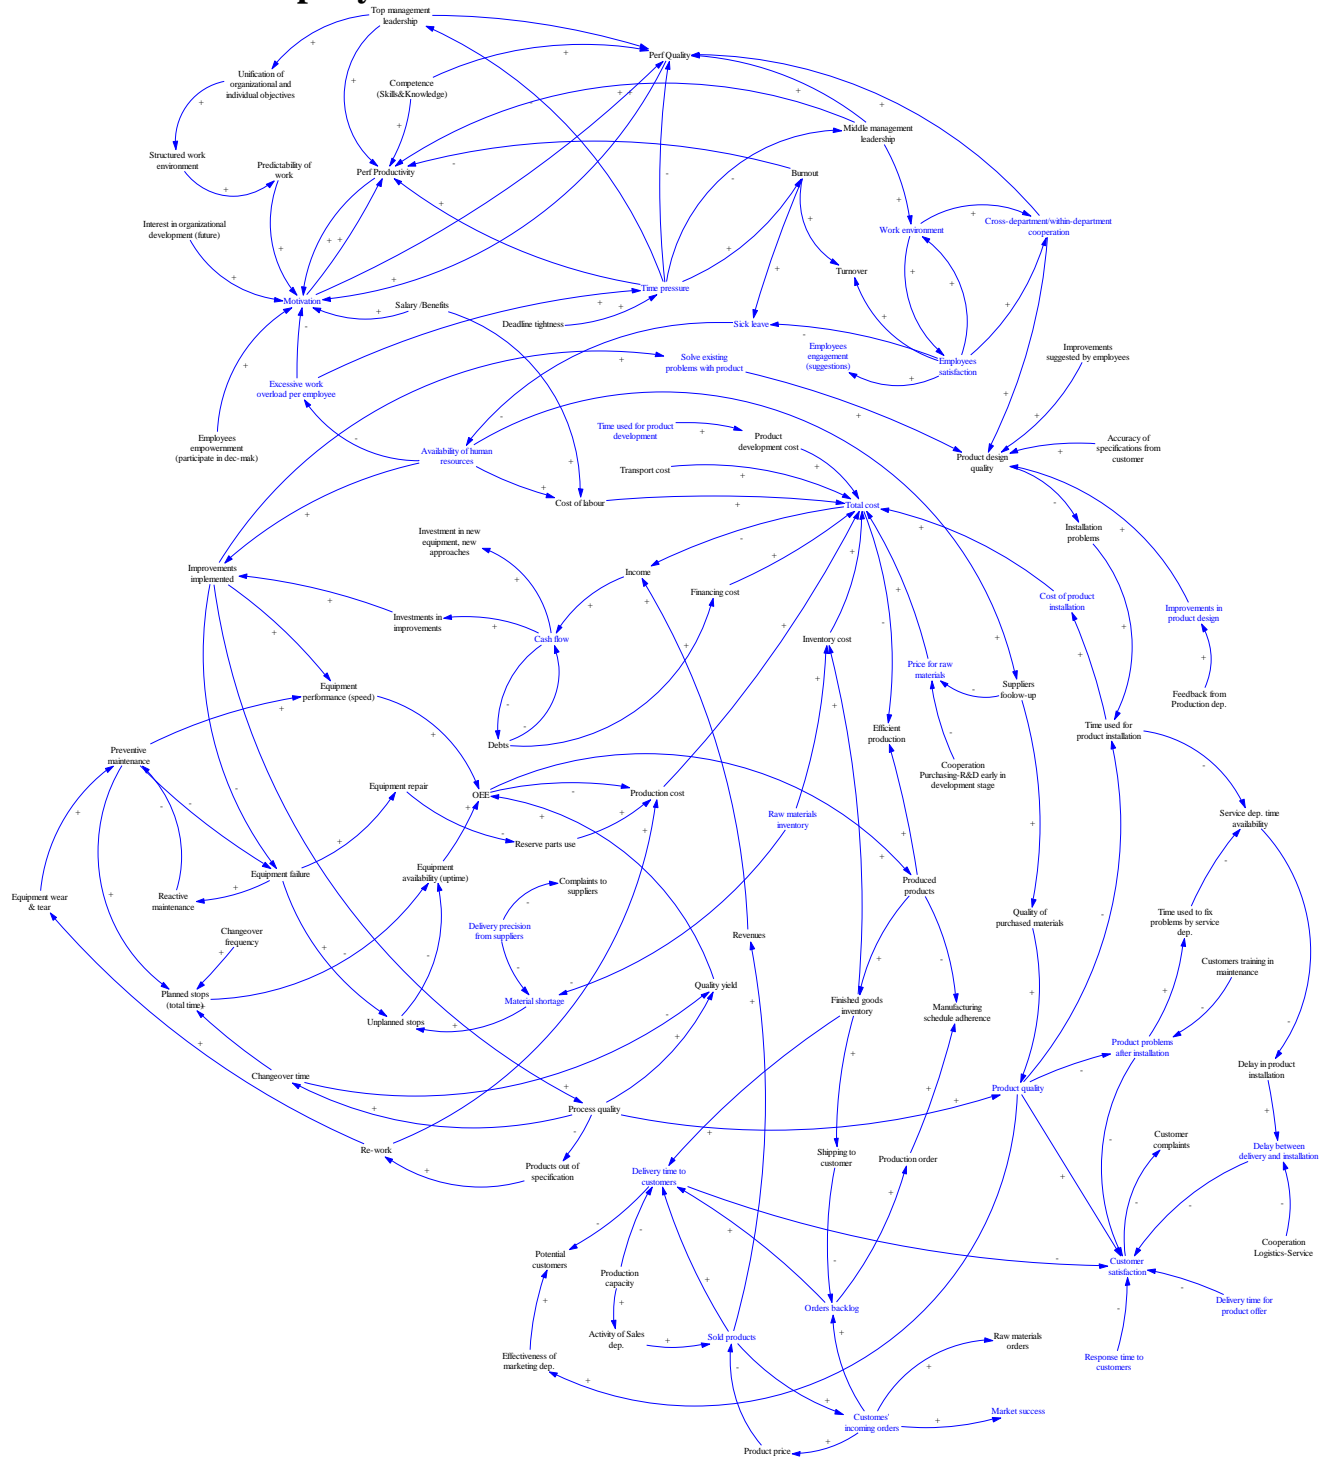 Top management
leadership
Perf Quality
Unification of
organizational and
individual objectives
Competence
(Skills&Knowledge)
Middle management
leadership
Structured work
environment
Predictability of
work
Perf Productivity
Burnout
Interest in organizational
development (future)
Work environment
Cross-department/within-department
cooperation
Turnover
Motivation
Salary /Benefits
Time pressure
Deadline tightness
Sick leave
Employees
engagement
(suggestions)
Employees
satisfaction
Improvements
suggested by employees
Solve existing
problems with product
Excessive work
overload per employee
Employees
empowernment
(participate in dec-mak)
Availability of human
resources
Time used for product
development
Product
development cost
Product design
quality
Accuracy of
specifications from
customer
Transport cost
Cost of labour
Total cost
Installation
problems
Investment in new
equipment, new
approaches
Improvements
implemented
Income
Financing cost
Cost of product
installation
Improvements in
product design
Investments in
improvements
Cash flow
Inventory cost
Price for raw
materials
Suppliers
foolow-up
Equipment
performance (speed)
Feedback from
Production dep.
Debts
Efficient
production
Time used for
product installation
Preventive
maintenance
Cooperation
Purchasing-R&D early in
development stage
Equipment repair
OEE
Production cost
Raw materials
inventory
Service dep. time
availability
Reserve parts use
Equipment failure
Equipment
availability (uptime)
Complaints to
suppliers
Produced
products
Equipment wear
& tear
Reactive
maintenance
Changeover
frequency
Delivery precision
from suppliers
Revenues
Quality of
purchased materials
Time used to fix
problems by service
dep.
Customers training in
maintenance
Planned stops
(total time)
Material shortage
Quality yield
Finished goods
inventory
Manufacturing
schedule adherence
Unplanned stops
Product problems
after installation
Delay in product
installation
Changeover time
Product quality
Process quality
Re-work
Products out of
specification
Delivery time to
customers
Shipping to
customer
Production order
Customer
complaints
Delay between
delivery and installation
Potential
customers
Production
capacity
Customer
satisfaction
Cooperation
Logistics-Service
Orders backlog
Delivery time for
product offer
Activity of Sales
dep.
Sold products
Raw materials
orders
Effectiveness of
marketing dep.
Response time to
customers
Customes'
incoming orders
Market success
Product price